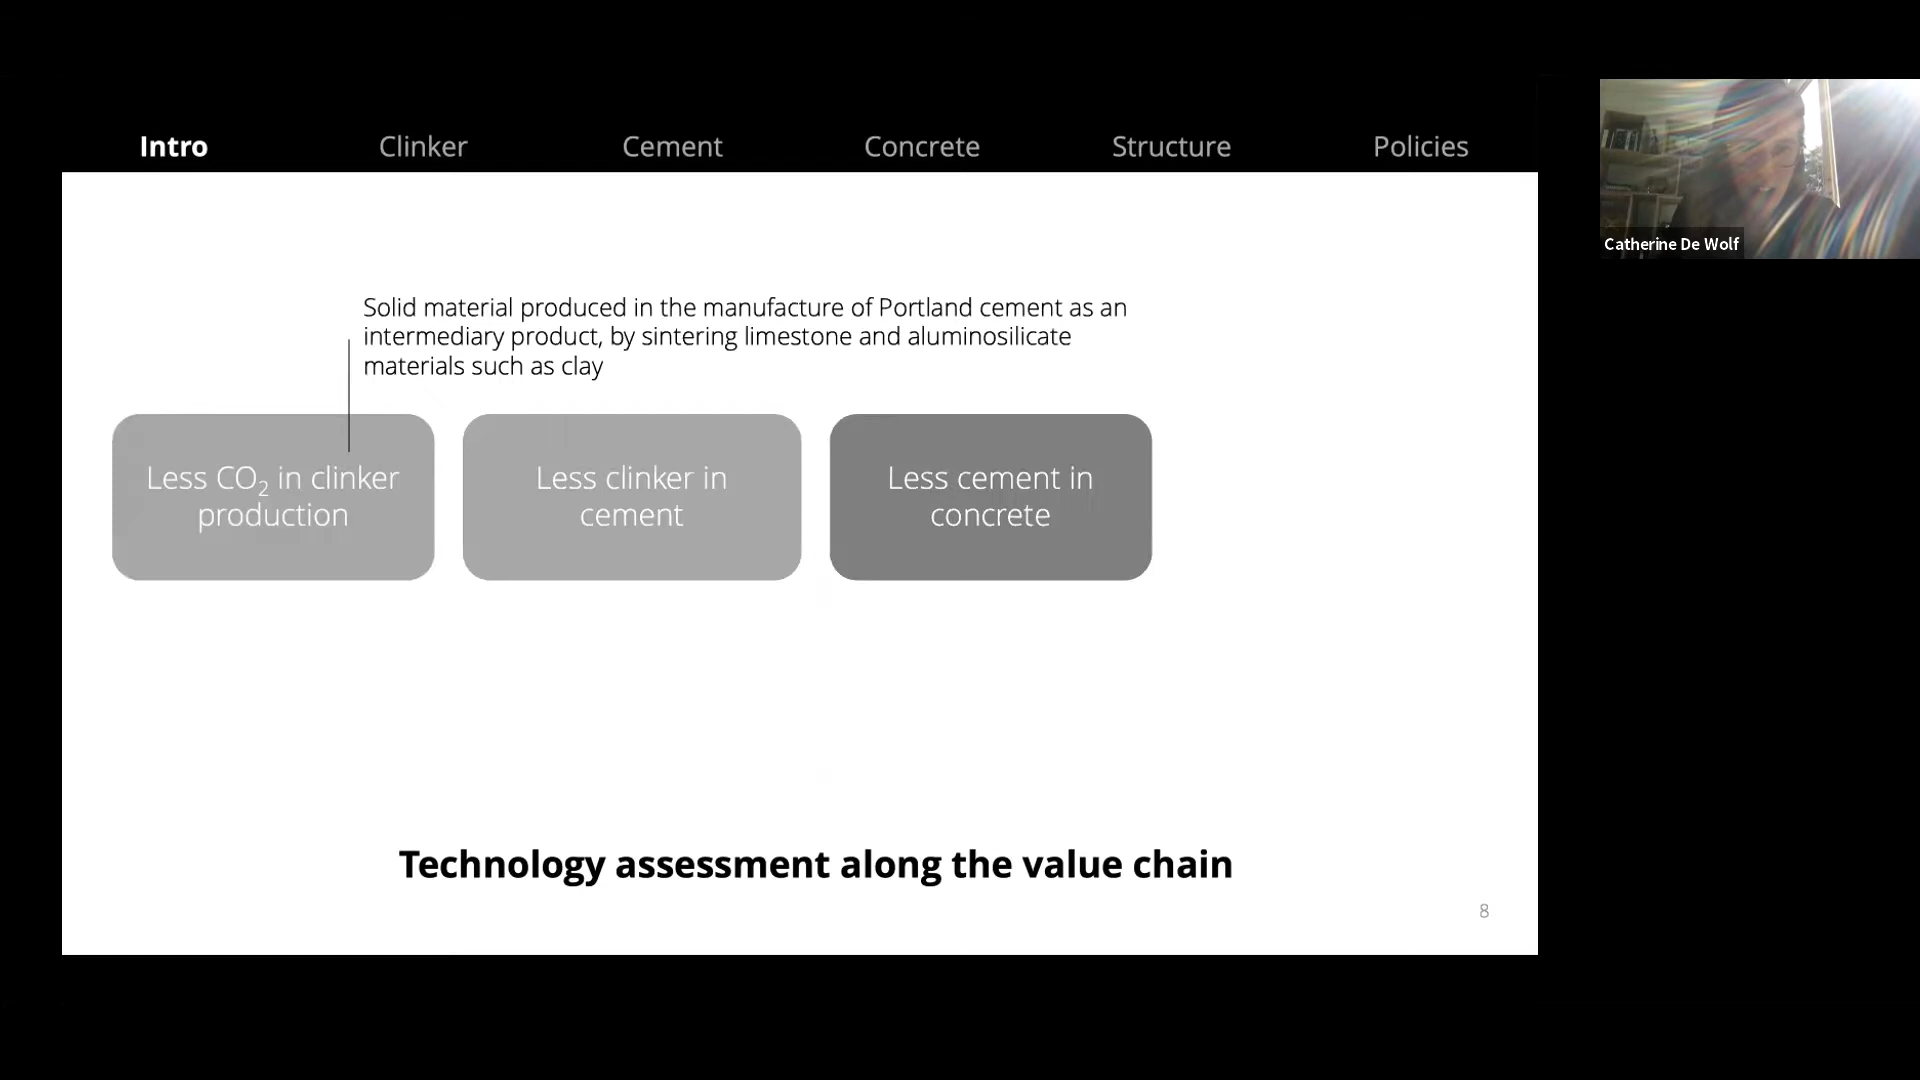 Intro Clinker Cement Concrete Structure Policies
Catherine De Wolf
Solid material produced in the manufacture of Portland cement as an
intermediary product, by sintering limestone and aluminosilicate
materials such as clay
Less CO₂ in clinker
production
Less clinker in
cement
Less cement in
concrete
Technology assessment along the value chain
8